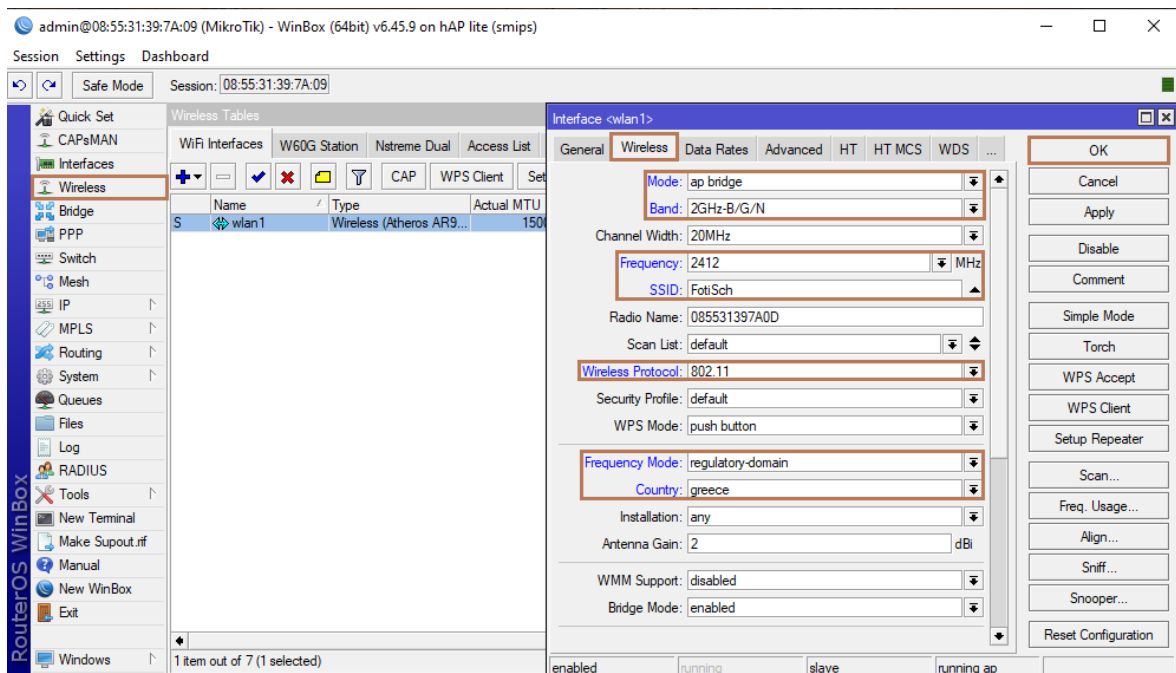 admin@08:55:31:39:7A:09 (MikroTik) - WinBox (64bit) v6.45.9 on hAP lite (smips)
Session Settings Dashboard
Safe Mode Session: 08:55:31:39:7A:09
Quick Set
CAPsMAN
Interfaces
Wireless
Bridge
PPP
Switch
Mesh
IP
MPLS
Routing
System
Queues
Files
Log
RADIUS
Tools
New Terminal
Make Supout.rif
Manual
New WinBox
Exit
Windows
RouterOS WinBox
Wireless Tables
WiFi Interfaces W60G Station Nstreme Dual Access List
CAP WPS Client Set
Name / Type Actual MTU
S wlan1 Wireless (Atheros AR9... 150
1 item out of 7 (1 selected)
Interface <wlan1>
General Wireless Data Rates Advanced HT HT MCS WDS ...
Mode: ap bridge
Band: 2GHz-B/G/N
Channel Width: 20MHz
Frequency: 2412 MHz
SSID: FotiSch
Radio Name: 085531397A0D
Scan List: default
Wireless Protocol: 802.11
Security Profile: default
WPS Mode: push button
Frequency Mode: regulatory-domain
Country: greece
Installation: any
Antenna Gain: 2 dBi
WMM Support: disabled
Bridge Mode: enabled
OK
Cancel
Apply
Disable
Comment
Simple Mode
Torch
WPS Accept
WPS Client
Setup Repeater
Scan...
Freq. Usage...
Align...
Sniff...
Snooper...
Reset Configuration
enabled running slave running ap